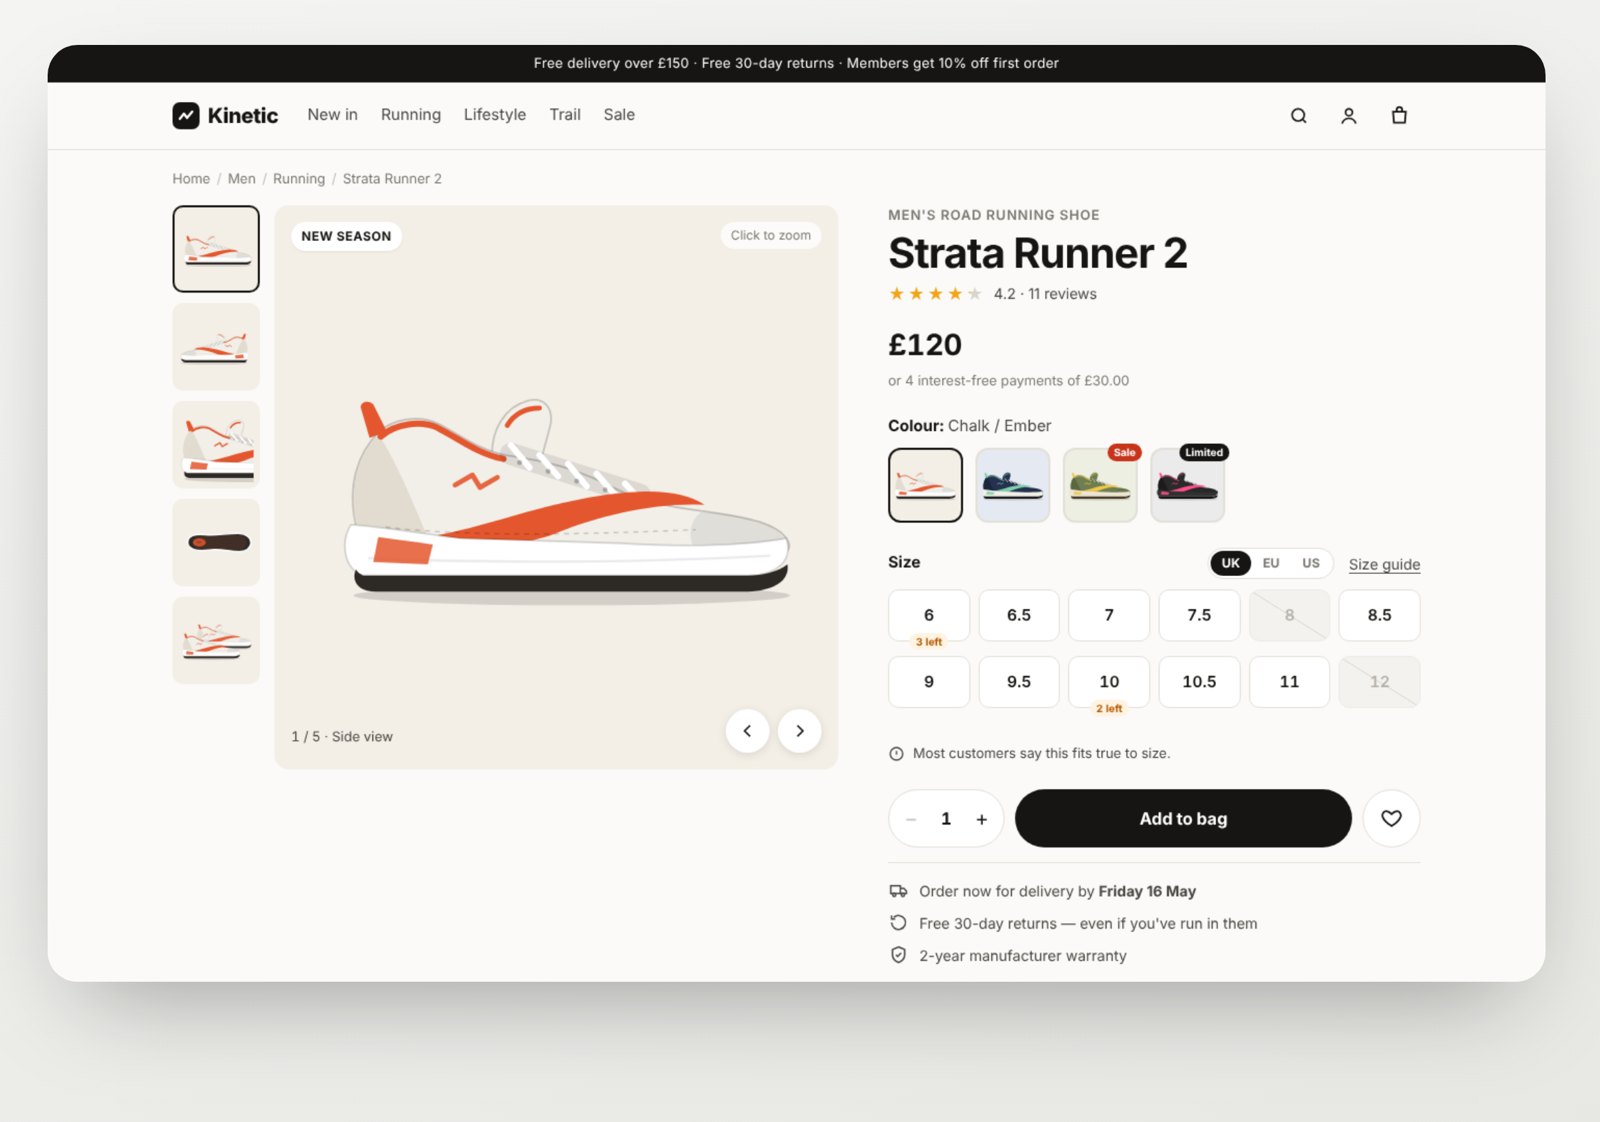 Free delivery over £150 · Free 30-day returns · Members get 10% off first order
Kinetic New in Running Lifestyle Trail Sale
Home / Men / Running / Strata Runner 2
NEW SEASON
Click to zoom
1 / 5 · Side view
MEN'S ROAD RUNNING SHOE
Strata Runner 2
4.2 · 11 reviews
£120
or 4 interest-free payments of £30.00
Colour: Chalk / Ember
Sale
Limited
Size
UK EU US
Size guide
6 6.5 7 7.5 8 8.5
3 left
9 9.5 10 10.5 11 12
2 left
Most customers say this fits true to size.
− 1 +
Add to bag
Order now for delivery by Friday 16 May
Free 30-day returns — even if you've run in them
2-year manufacturer warranty